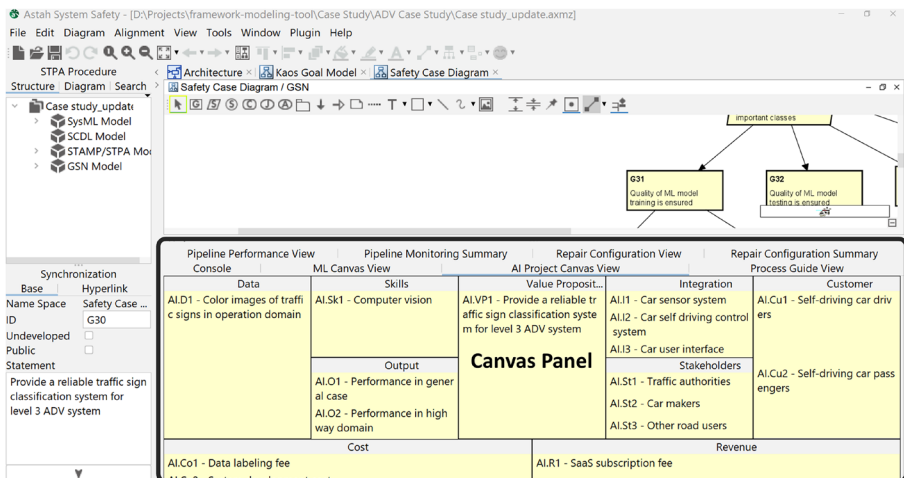 Astah System Safety - [D:\Projects\framework-modeling-tool\Case Study\ADV Case Study\Case study_update.axmz]
File Edit Diagram Alignment View Tools Window Plugin Help
STPA Procedure
Structure Diagram Search
Architecture
Kaos Goal Model
Safety Case Diagram
Safety Case Diagram / GSN
Case study_update
SysML Model
SCDL Model
STAMP/STPA Mo
GSN Model
important classes
G31
Quality of ML model
training is ensured
G32
Quality of ML model
testing is ensured
Synchronization
Base Hyperlink
Name Space Safety Case ...
ID G30
Undeveloped
Public
Statement
Provide a reliable traffic sign
classification system for
level 3 ADV system
Pipeline Performance View Pipeline Monitoring Summary Repair Configuration View Repair Configuration Summary
Console ML Canvas View AI Project Canvas View Process Guide View
Data
AI.D1 - Color images of traffi
c signs in operation domain
Skills
AI.Sk1 - Computer vision
Output
AI.O1 - Performance in gener
al case
AI.O2 - Performance in high
way domain
Value Proposit...
AI.VP1 - Provide a reliable tr
affic sign classification syste
m for level 3 ADV system
Canvas Panel
Integration
AI.I1 - Car sensor system
AI.I2 - Car self driving control
system
AI.I3 - Car user interface
Stakeholders
AI.St1 - Traffic authorities
AI.St2 - Car makers
AI.St3 - Other road users
Customer
AI.Cu1 - Self-driving car driv
ers
AI.Cu2 - Self-driving car pass
engers
Cost
AI.Co1 - Data labeling fee
Revenue
AI.R1 - SaaS subscription fee